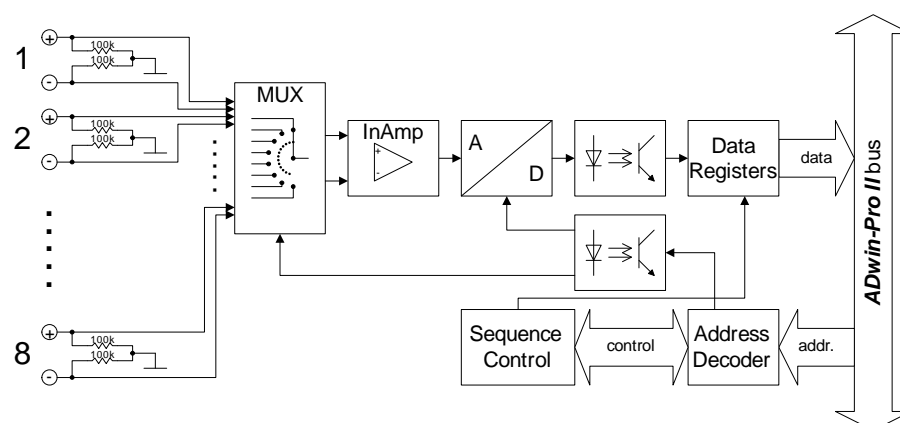 1
+
100k
100k
-
2
+
100k
100k
-
8
+
100k
100k
-
MUX
InAmp
+
-
A
D
Data
Registers
data
Sequence
Control
control
Address
Decoder
addr.
ADwin-Pro II bus